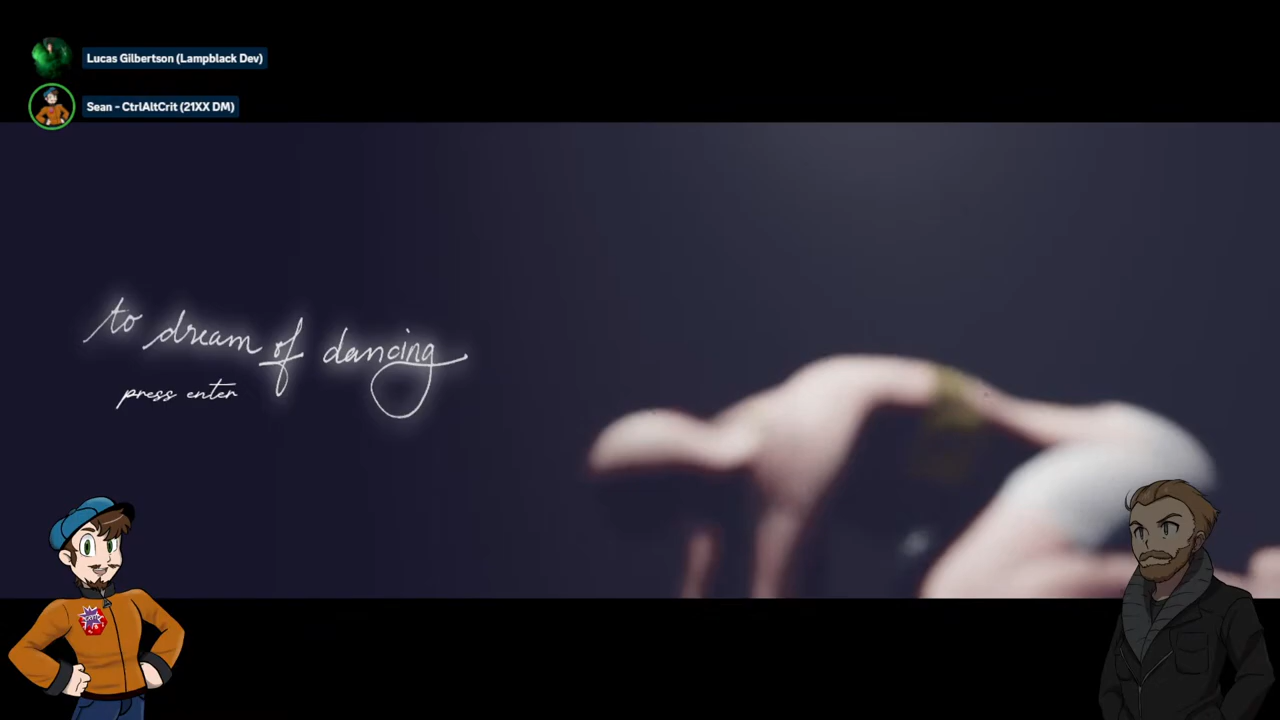 Lucas Gilbertson (Lampblack Dev)
Sean - CtrlAltCrit (21XX DM)
to dream of dancing
press enter